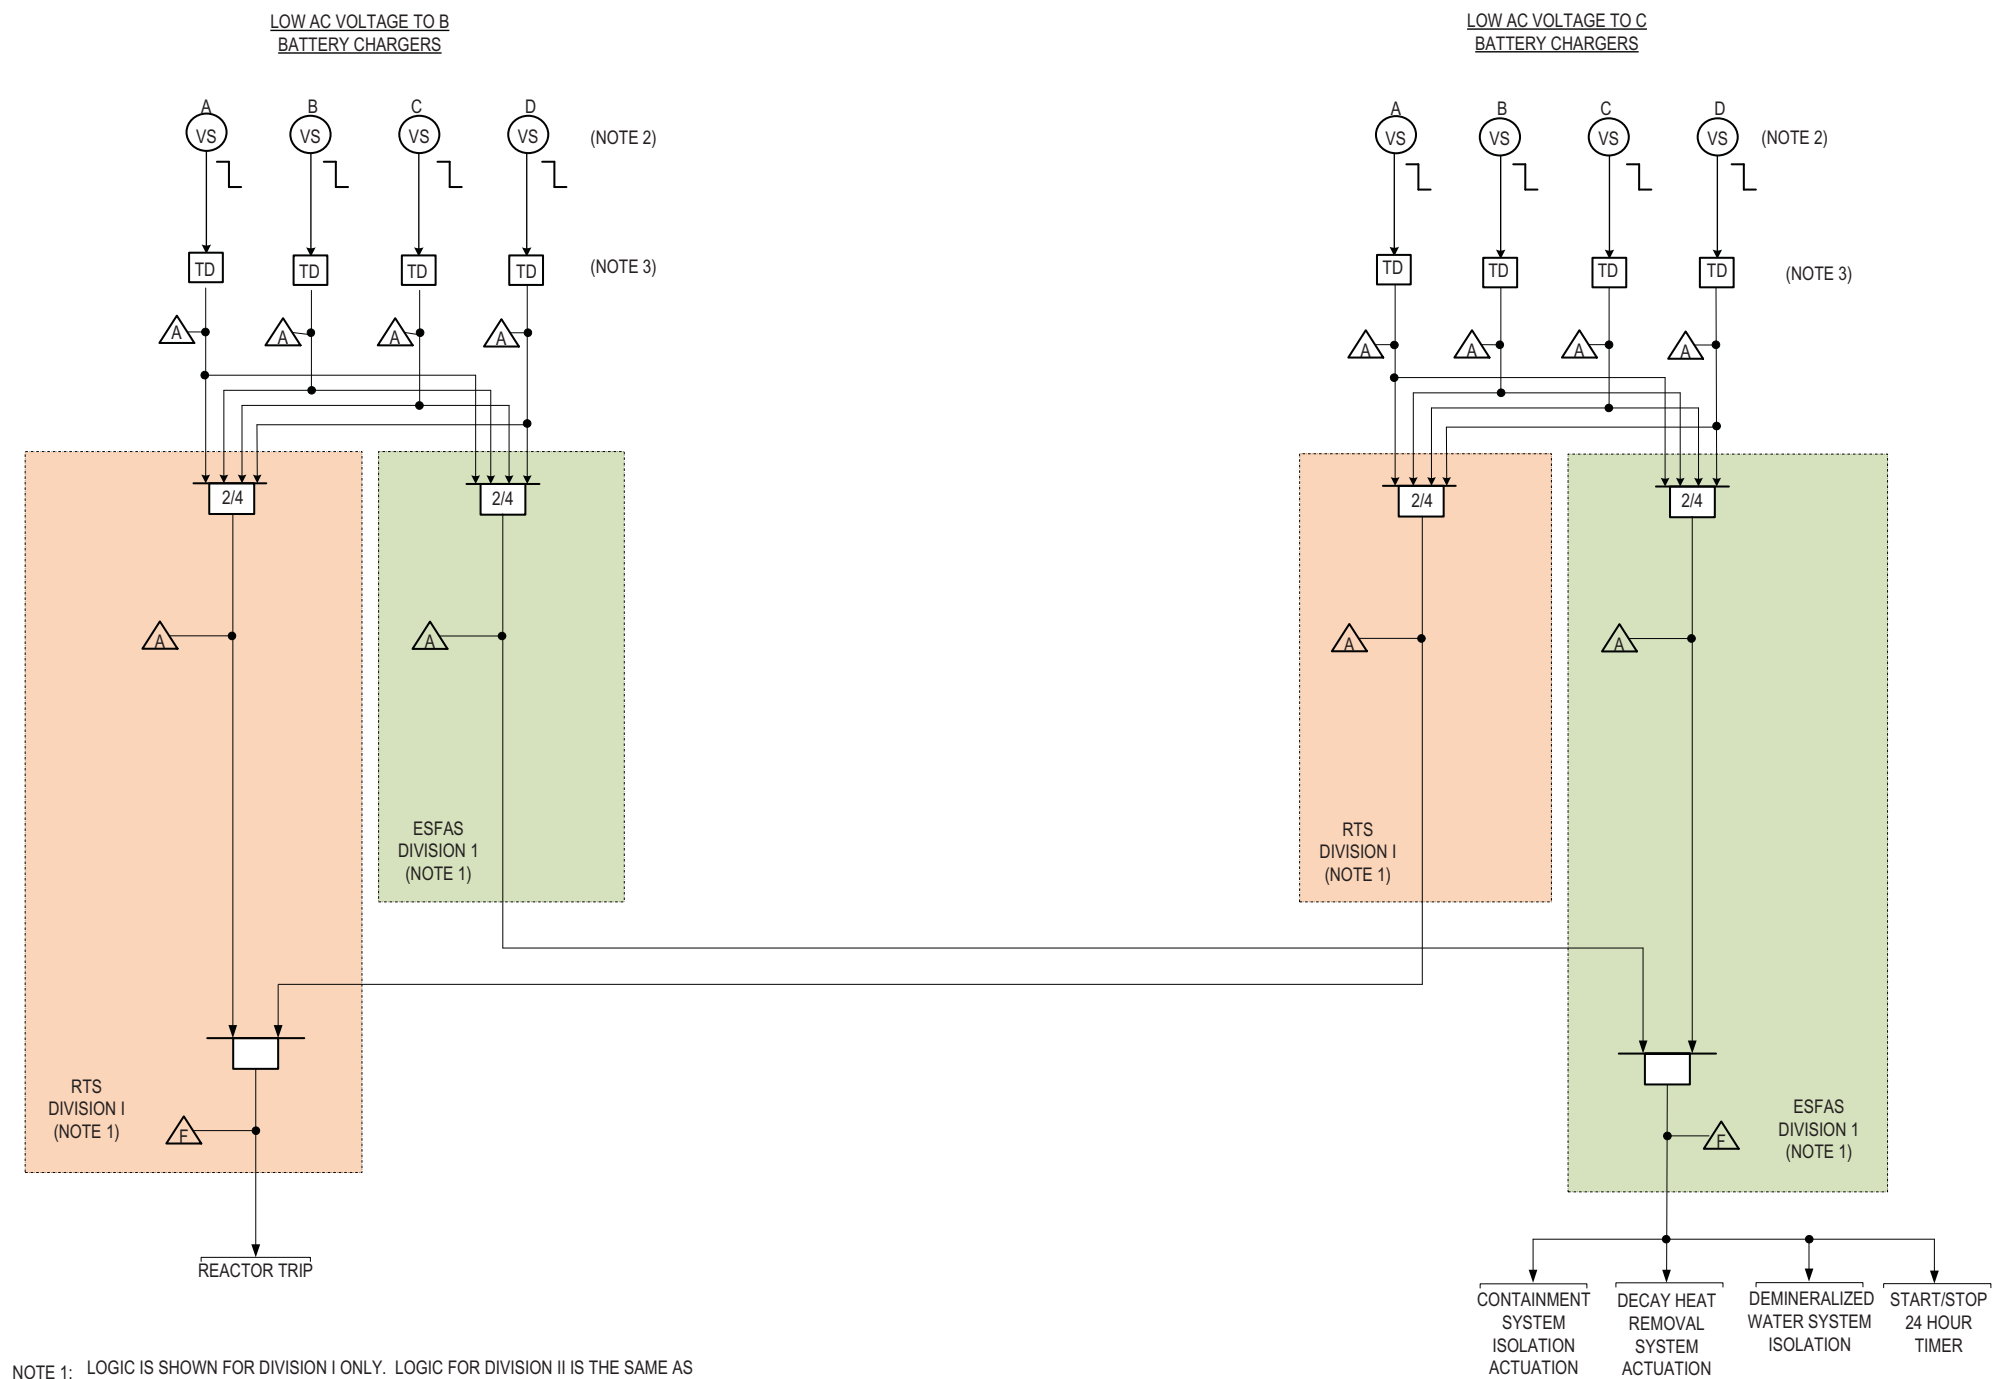 LOW AC VOLTAGE TO B
BATTERY CHARGERS
LOW AC VOLTAGE TO C
BATTERY CHARGERS
A B C D
VS VS VS VS (NOTE 2)
A B C D
VS VS VS VS (NOTE 2)
TD TD TD TD (NOTE 3)
TD TD TD TD (NOTE 3)
A A A A
A A A A
2/4 2/4
2/4 2/4
A A
A A
ESFAS
DIVISION 1
(NOTE 1)
RTS
DIVISION I
(NOTE 1)
RTS
DIVISION I
(NOTE 1)
F
ESFAS
DIVISION 1
(NOTE 1)
F
REACTOR TRIP
CONTAINMENT
SYSTEM
ISOLATION
ACTUATION
DECAY HEAT
REMOVAL
SYSTEM
ACTUATION
DEMINERALIZED
WATER SYSTEM
ISOLATION
START/STOP
24 HOUR
TIMER
NOTE 1: LOGIC IS SHOWN FOR DIVISION I ONLY. LOGIC FOR DIVISION II IS THE SAME AS